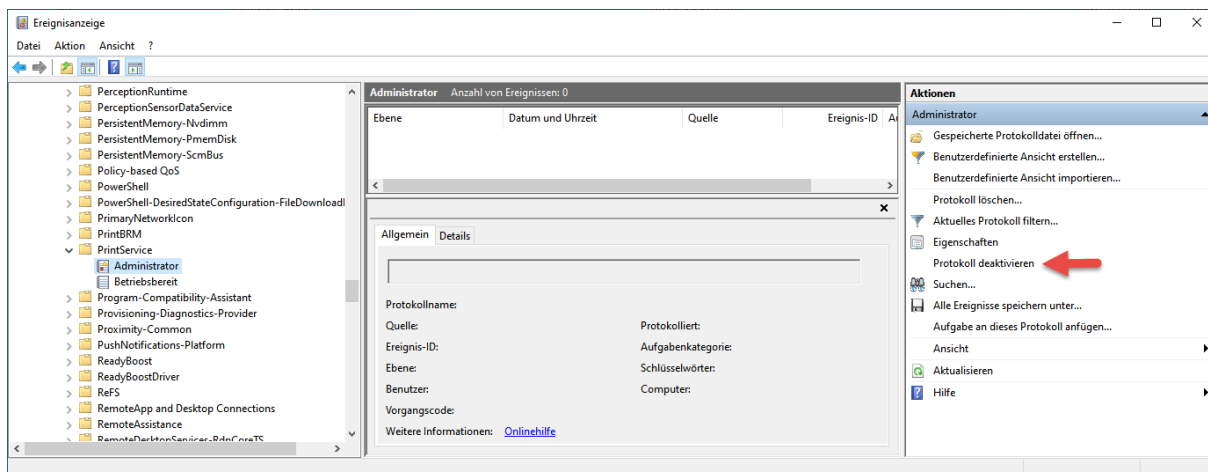 Ereignisanzeige
Datei Aktion Ansicht ?
PerceptionRuntime
PerceptionSensorDataService
PersistentMemory-Nvdimm
PersistentMemory-PmemDisk
PersistentMemory-ScmBus
Policy-based QoS
PowerShell
PowerShell-DesiredStateConfiguration-FileDownloadl
PrimaryNetworkIcon
PrintBRM
PrintService
Administrator
Betriebsbereit
Program-Compatibility-Assistant
Provisioning-Diagnostics-Provider
Proximity-Common
PushNotifications-Platform
ReadyBoost
ReadyBoostDriver
ReFS
RemoteApp and Desktop Connections
RemoteAssistance
RemoteDesktopServices-RdpCoreTS
Administrator Anzahl von Ereignissen: 0
Ebene Datum und Uhrzeit Quelle Ereignis-ID
Allgemein Details
Protokollname:
Quelle: Protokolliert:
Ereignis-ID: Aufgabenkategorie:
Ebene: Schlüsselwörter:
Benutzer: Computer:
Vorgangscode:
Weitere Informationen: Onlinehilfe
Aktionen
Administrator
Gespeicherte Protokolldatei öffnen...
Benutzerdefinierte Ansicht erstellen...
Benutzerdefinierte Ansicht importieren...
Protokoll löschen...
Aktuelles Protokoll filtern...
Eigenschaften
Protokoll deaktivieren
Suchen...
Alle Ereignisse speichern unter...
Aufgabe an dieses Protokoll anfügen...
Ansicht
Aktualisieren
Hilfe